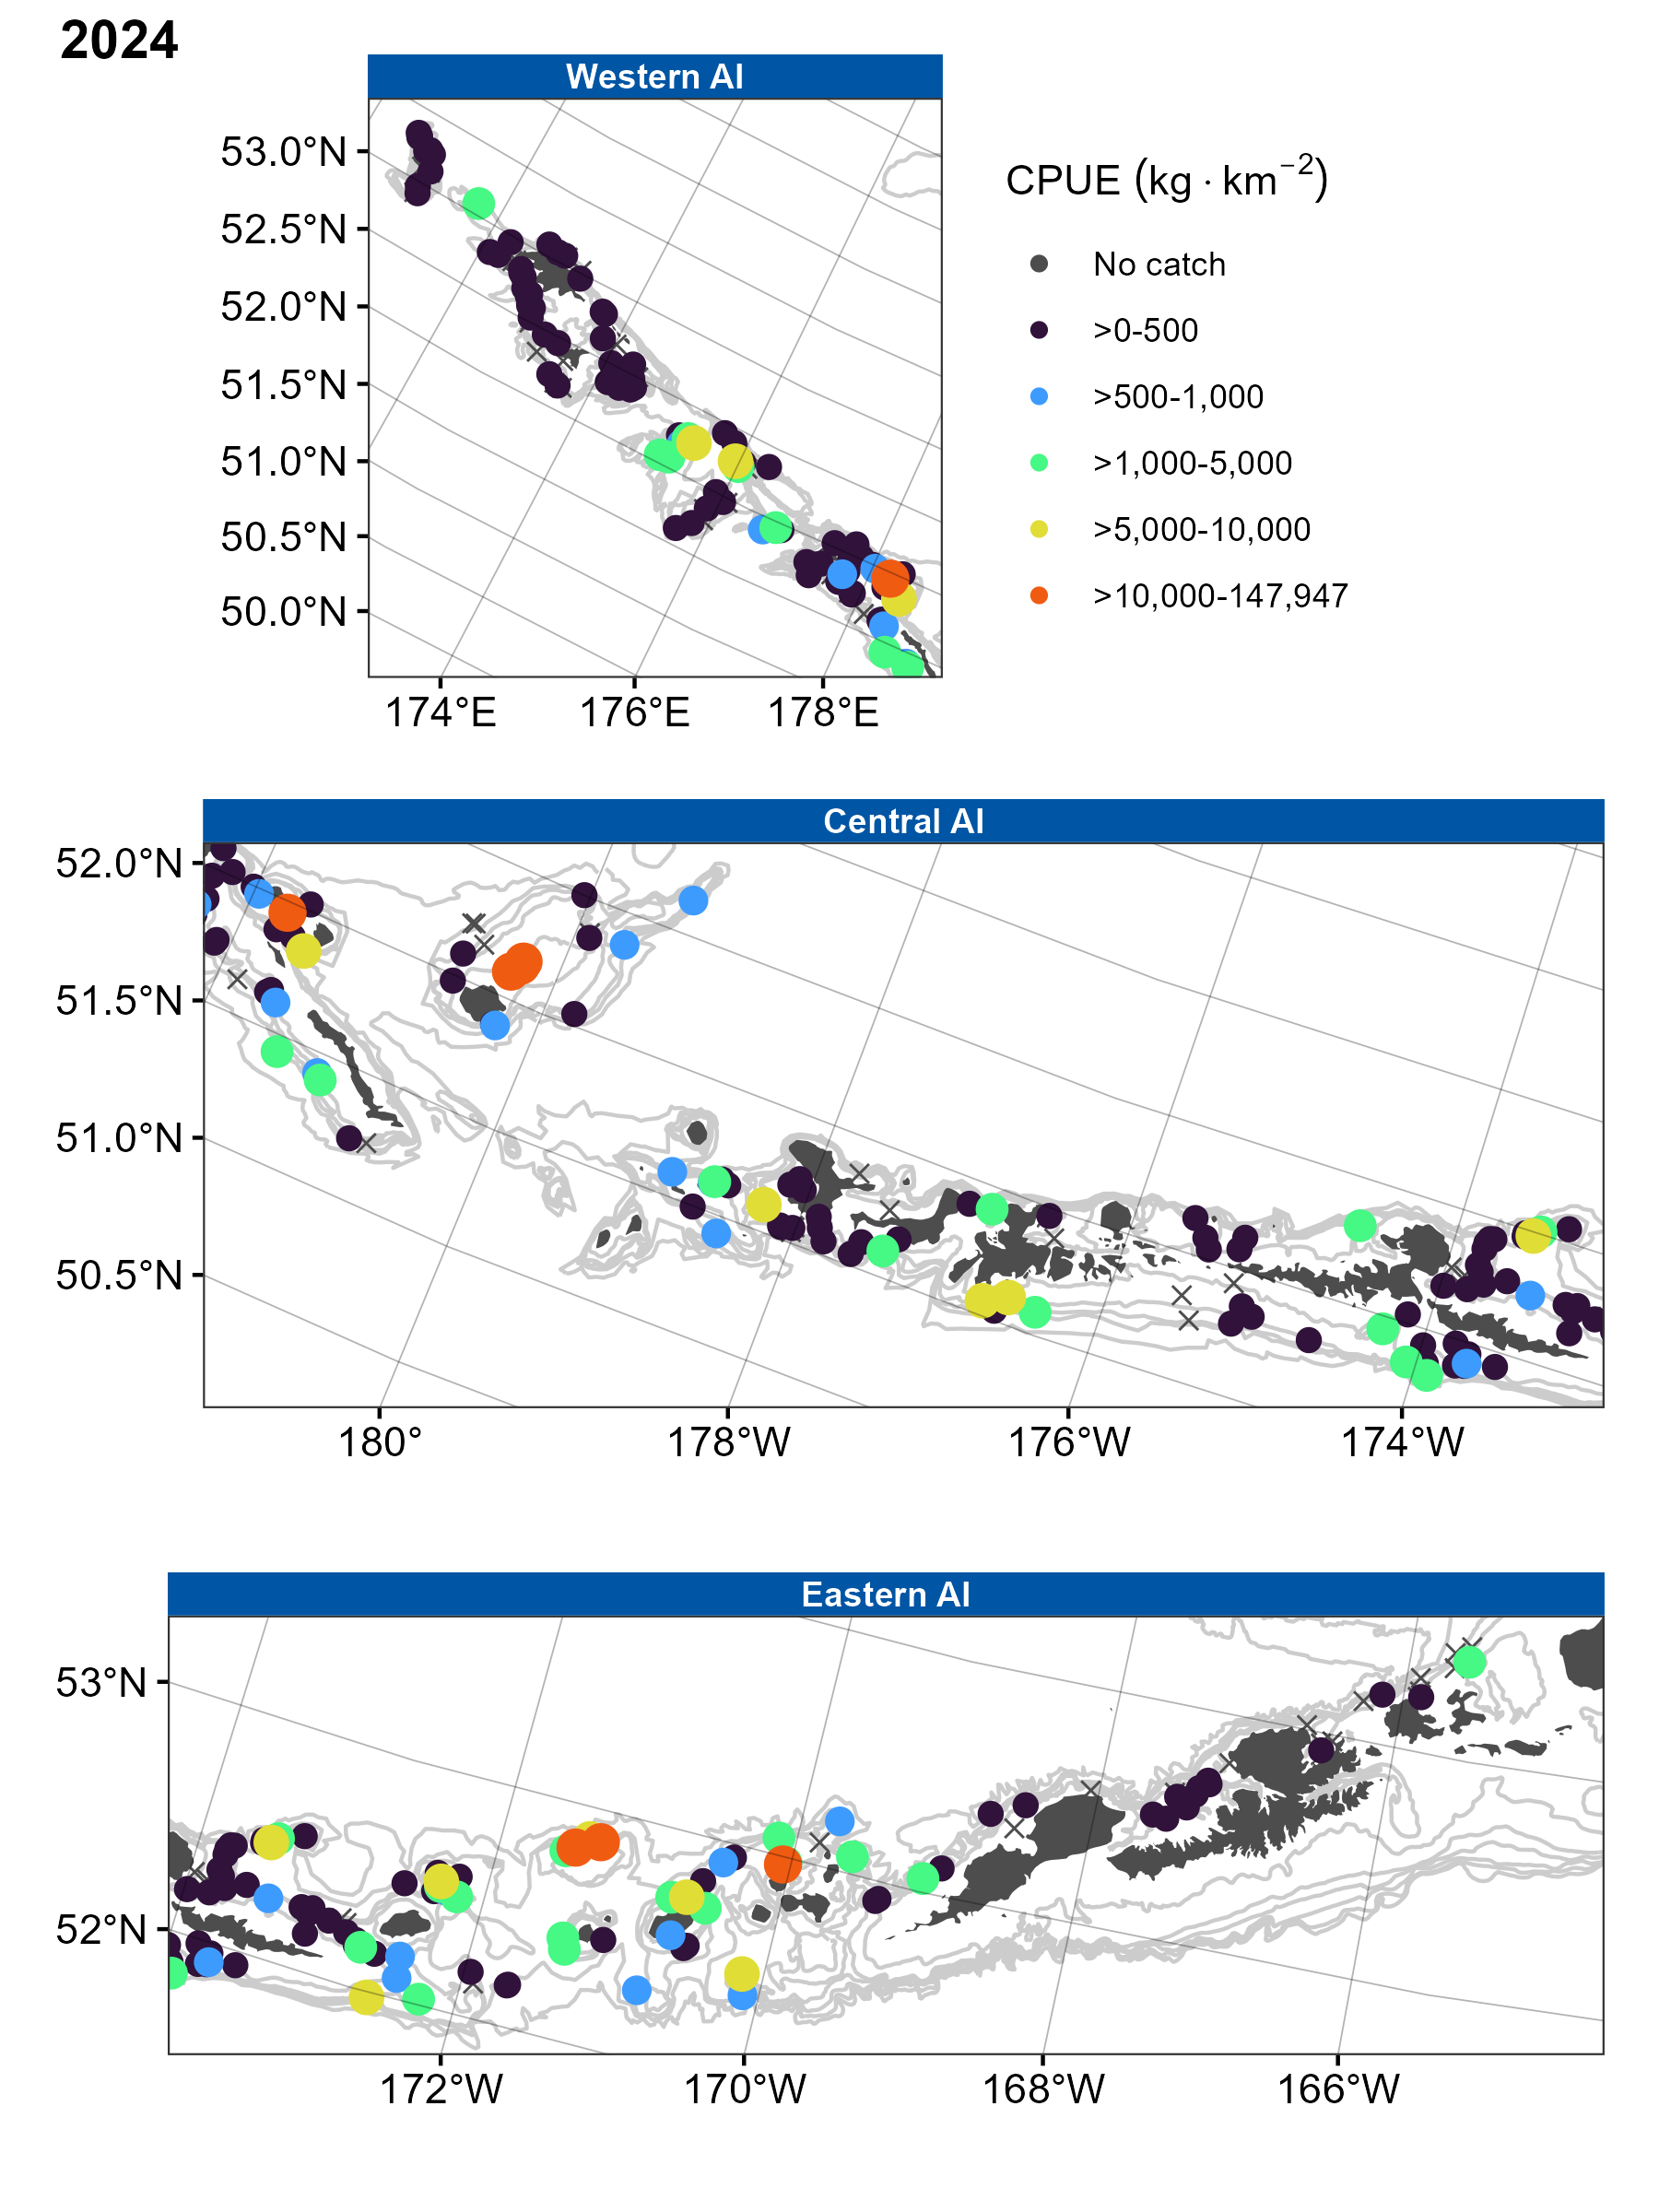 2024
Western AI
53.0°N
52.5°N
52.0°N
51.5°N
51.0°N
50.5°N
50.0°N
174°E 176°E 178°E
CPUE (kg · km⁻²)
No catch
>0-500
>500-1,000
>1,000-5,000
>5,000-10,000
>10,000-147,947
Central AI
52.0°N
51.5°N
51.0°N
50.5°N
180° 178°W 176°W 174°W
Eastern AI
53°N
52°N
172°W 170°W 168°W 166°W